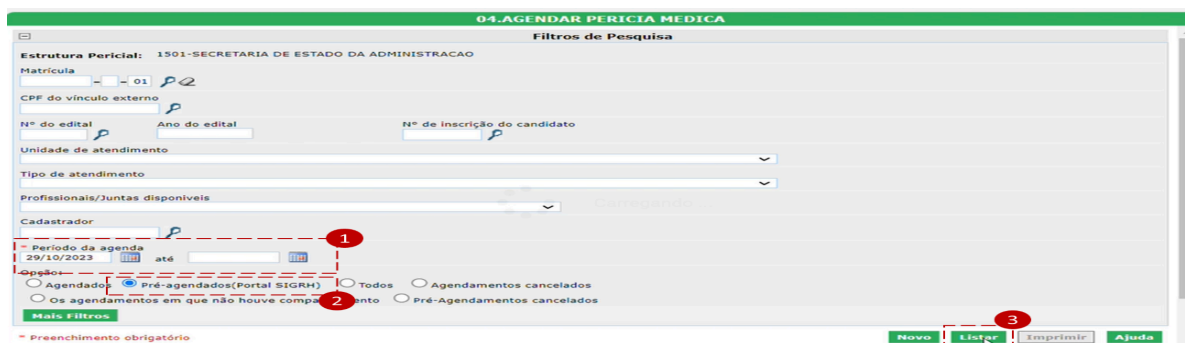 04.AGENDAR PERICIA MEDICA
Filtros de Pesquisa
Estrutura Pericial: 1501-SECRETARIA DE ESTADO DA ADMINISTRACAO
Matrícula
- - 01
CPF do vínculo externo
Nº do edital Ano do edital Nº de inscrição do candidato
Unidade de atendimento
Tipo de atendimento
Profissionais/Juntas disponiveis
Carregando...
Cadastrador
1
* Período da agenda
29/10/2023 até
Opção:
Agendados Pré-agendados(Portal SIGRH) Todos Agendamentos cancelados
2
Os agendamentos em que não houve Pré-Agendamentos cancelados
Mais Filtros
3
* Preenchimento obrigatório Novo Listar Imprimir Ajuda